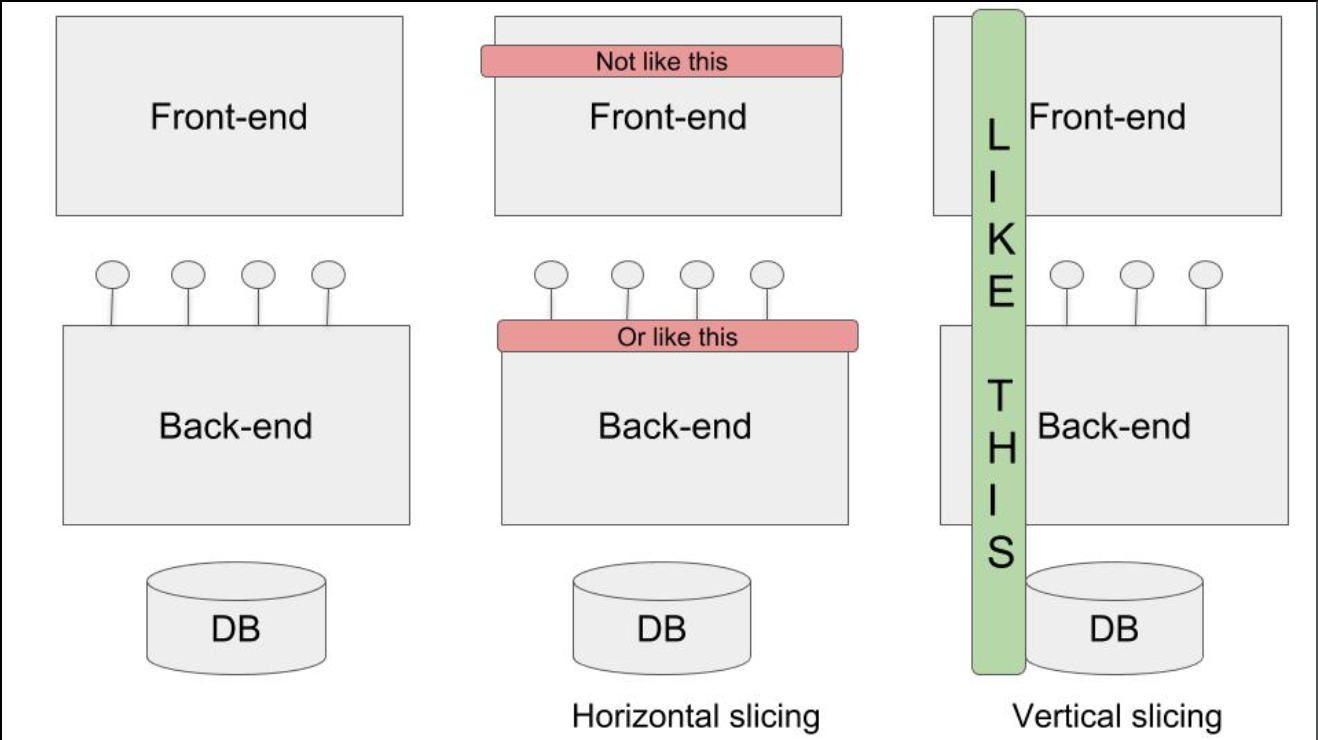 Front-end
Back-end
DB
Not like this
Front-end
Or like this
Back-end
DB
Horizontal slicing
LIKE THIS
Front-end
Back-end
DB
Vertical slicing